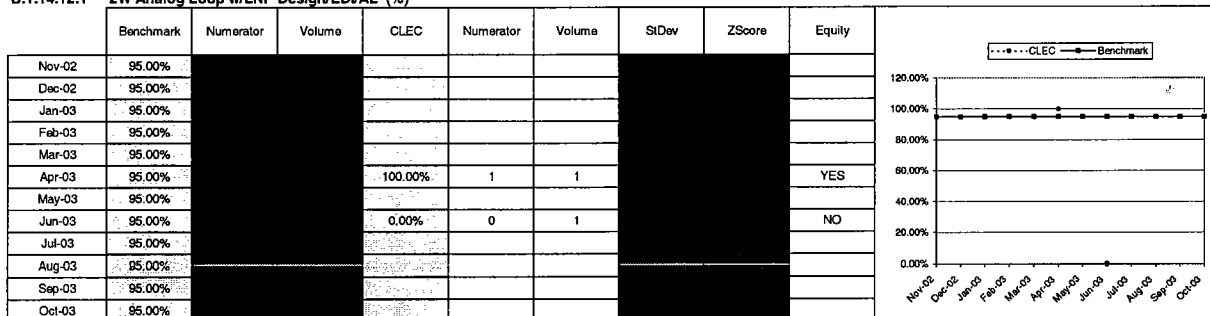 2W Analog Loop w/LNP Design/EDI/AL (%)
Benchmark Numerator Volume CLEC Numerator Volume StDev ZScore Equity
Nov-02 95.00%
Dec-02 95.00%
Jan-03 95.00%
Feb-03 95.00%
Mar-03 95.00%
Apr-03 95.00% 100.00% 1 1 YES
May-03 95.00%
Jun-03 95.00% 0.00% 0 1 NO
Jul-03 95.00%
Aug-03 95.00%
Sep-03 95.00%
Oct-03 95.00%
CLEC Benchmark
120.00%
100.00%
80.00%
60.00%
40.00%
20.00%
0.00%
Nov-02 Dec-02 Jan-03 Feb-03 Mar-03 Apr-03 May-03 Jun-03 Jul-03 Aug-03 Sep-03 Oct-03